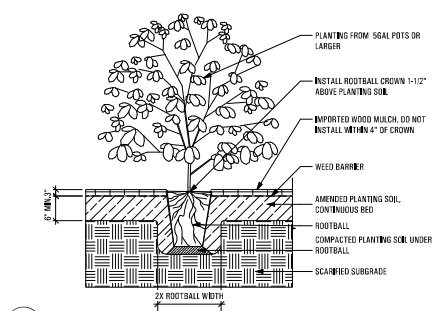 PLANTING FROM 5GAL POTS OR
LARGER
INSTALL ROOTBALL CROWN 1-1/2"
ABOVE PLANTING SOIL
IMPORTED WOOD MULCH, DO NOT
INSTALL WITHIN 4" OF CROWN
WEED BARRIER
AMENDED PLANTING SOIL,
CONTINUOUS BED
ROOTBALL
COMPACTED PLANTING SOIL UNDER
ROOTBALL
SCARIFIED SUBGRADE
6" MIN.
3"
2X ROOTBALL WIDTH